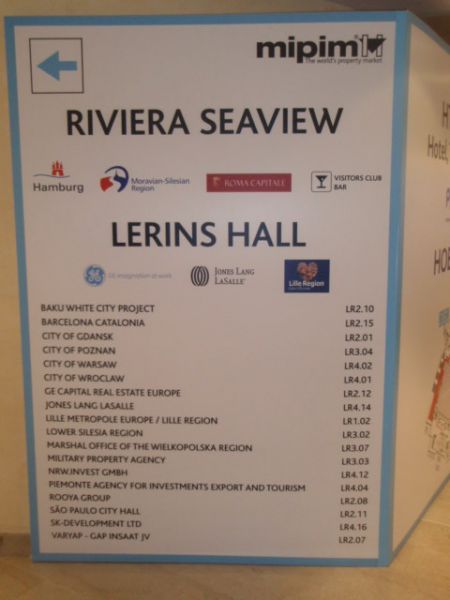 mipim
The world's property market
RIVIERA SEAVIEW
Hamburg
Moravian-Silesian
Region
ROMA CAPITALE
VISITORS CLUB
BAR
LERINS HALL
GE imagination at work
JONES LANG
LASALLE
Lille Region
BAKU WHITE CITY PROJECT LR2.10
BARCELONA CATALONIA LR2.15
CITY OF GDANSK LR2.01
CITY OF POZNAN LR3.04
CITY OF WARSAW LR4.02
CITY OF WROCLAW LR4.01
GE CAPITAL REAL ESTATE EUROPE LR2.12
JONES LANG LASALLE LR4.14
LILLE METROPOLE EUROPE / LILLE REGION LR1.02
LOWER SILESIA REGION LR3.02
MARSHAL OFFICE OF THE WIELKOPOLSKA REGION LR3.07
MILITARY PROPERTY AGENCY LR3.03
NRW.INVEST GMBH LR4.12
PIEMONTE AGENCY FOR INVESTMENTS EXPORT AND TOURISM LR4.04
ROOYA GROUP LR2.08
SÃO PAULO CITY HALL LR2.11
SK-DEVELOPMENT LTD LR4.16
VARYAP - GAP INSAAT JV LR2.07
Hotel,